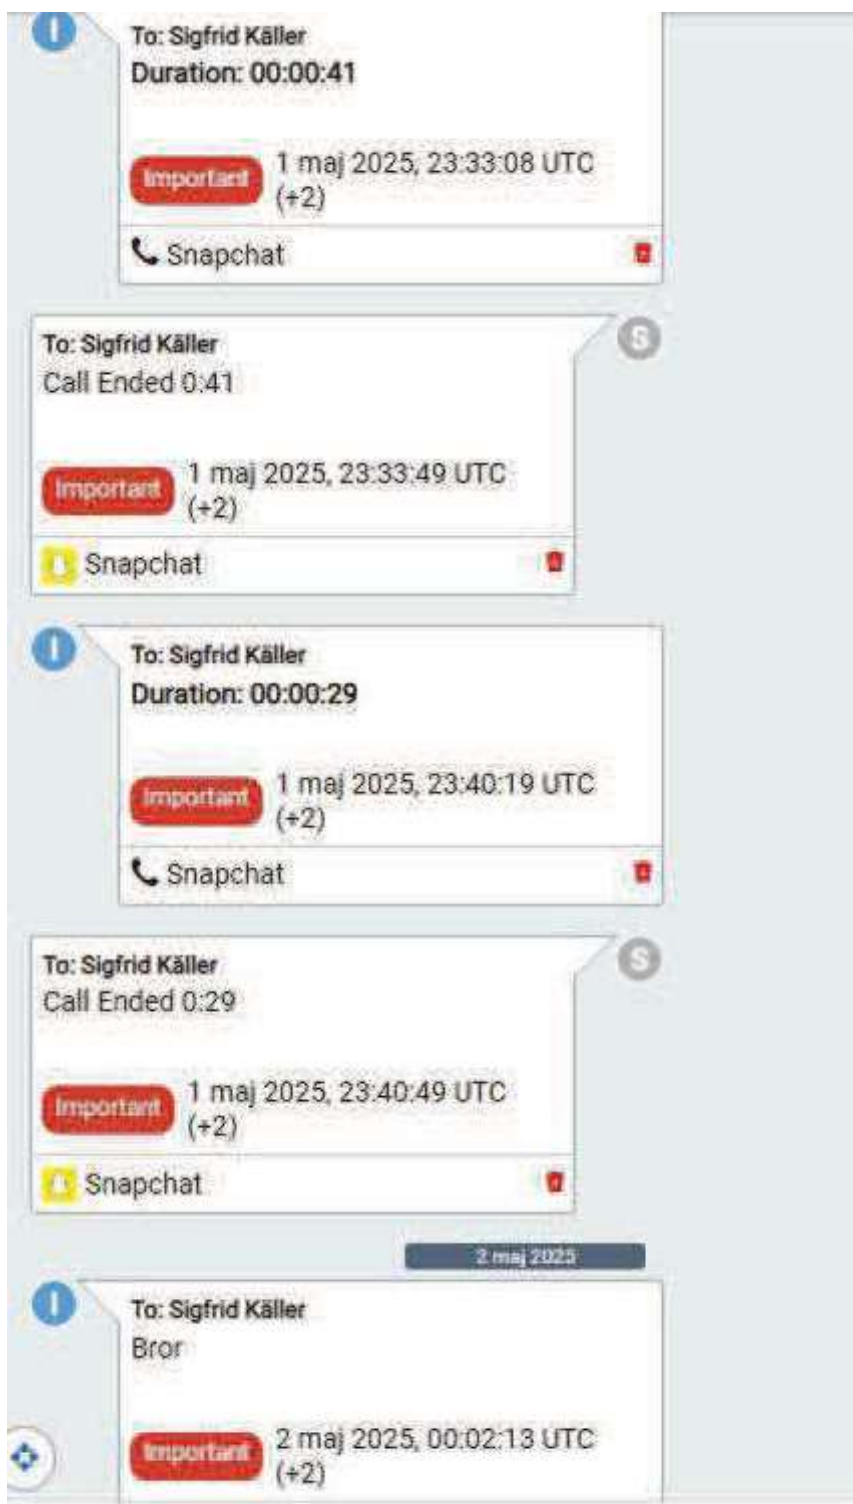 To: Sigfrid Käller
Duration: 00:00:41
Important
1 maj 2025, 23:33:08 UTC
(+2)
Snapchat
To: Sigfrid Käller
Call Ended 0:41
S
Important
1 maj 2025, 23:33:49 UTC
(+2)
Snapchat
I
To: Sigfrid Käller
Duration: 00:00:29
Important
1 maj 2025, 23:40:19 UTC
(+2)
Snapchat
To: Sigfrid Käller
Call Ended 0:29
S
Important
1 maj 2025, 23:40:49 UTC
(+2)
Snapchat
2 maj 2025
I
To: Sigfrid Käller
Bror
Important
2 maj 2025, 00:02:13 UTC
(+2)